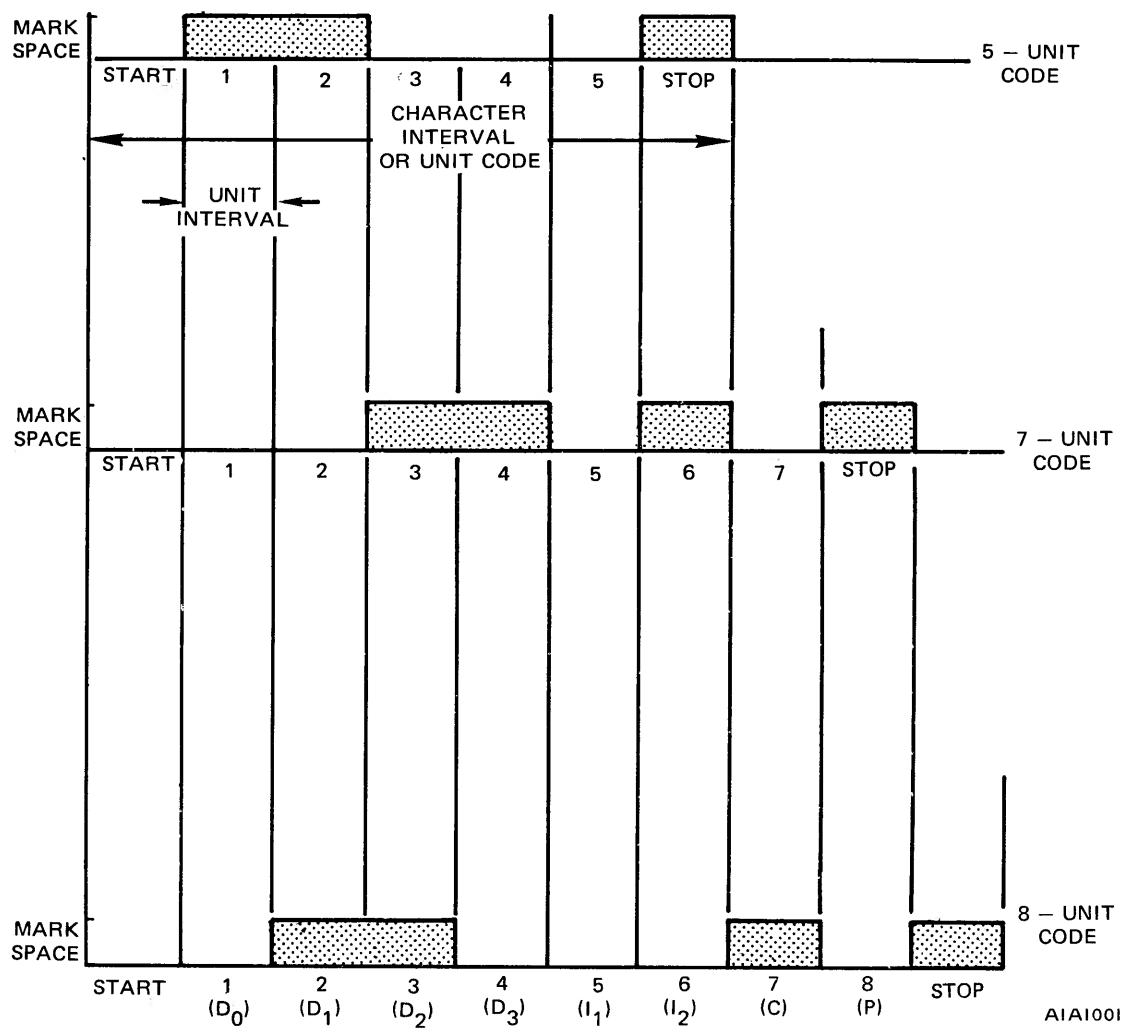 MARK
SPACE
START 1 2 3 4 5 STOP
5 – UNIT
CODE
CHARACTER
INTERVAL
OR UNIT CODE
UNIT
INTERVAL
MARK
SPACE
START 1 2 3 4 5 6 7 STOP
7 – UNIT
CODE
MARK
SPACE
8 – UNIT
CODE
START 1 2 3 4 5 6 7 8 STOP
(D0) (D1) (D2) (D3) (I1) (I2) (C) (P)
A1A1001